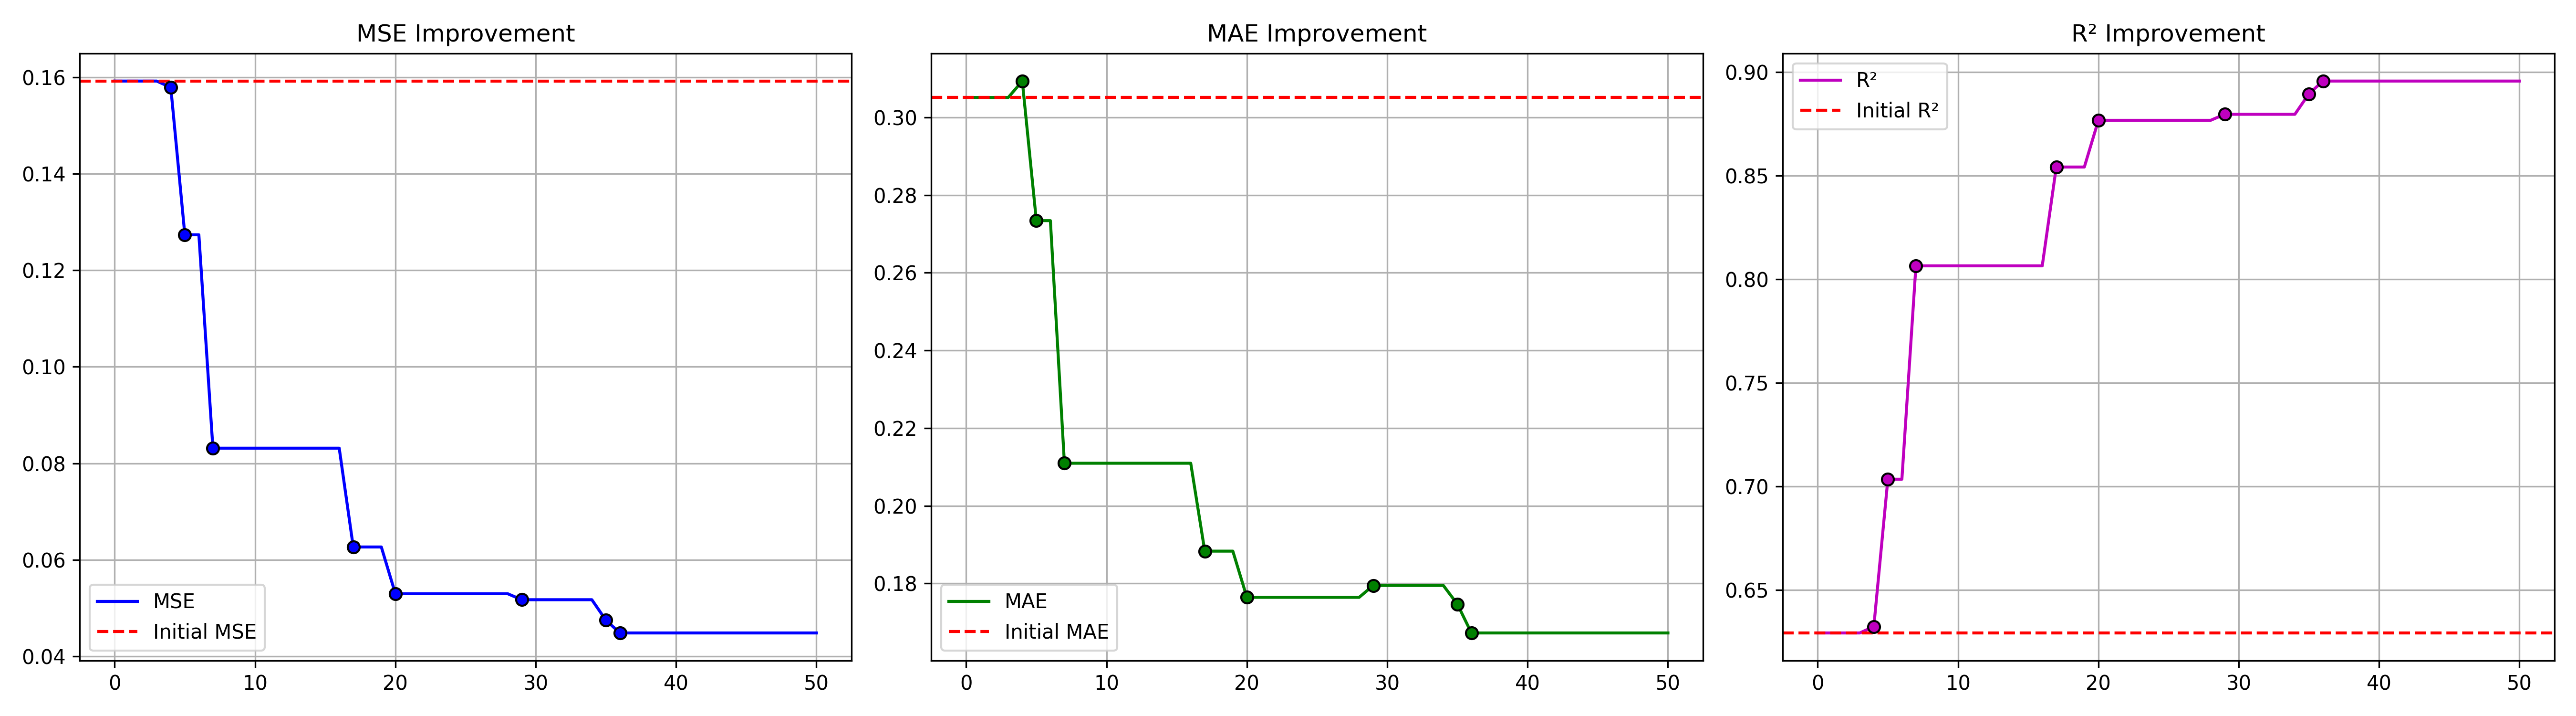 MSE Improvement
0.16
0.14
0.12
0.10
0.08
0.06
0.04
0 10 20 30 40 50
MSE
Initial MSE
MAE Improvement
0.30
0.28
0.26
0.24
0.22
0.20
0.18
0 10 20 30 40 50
MAE
Initial MAE
R² Improvement
0.90
0.85
0.80
0.75
0.70
0.65
0 10 20 30 40 50
R²
Initial R²